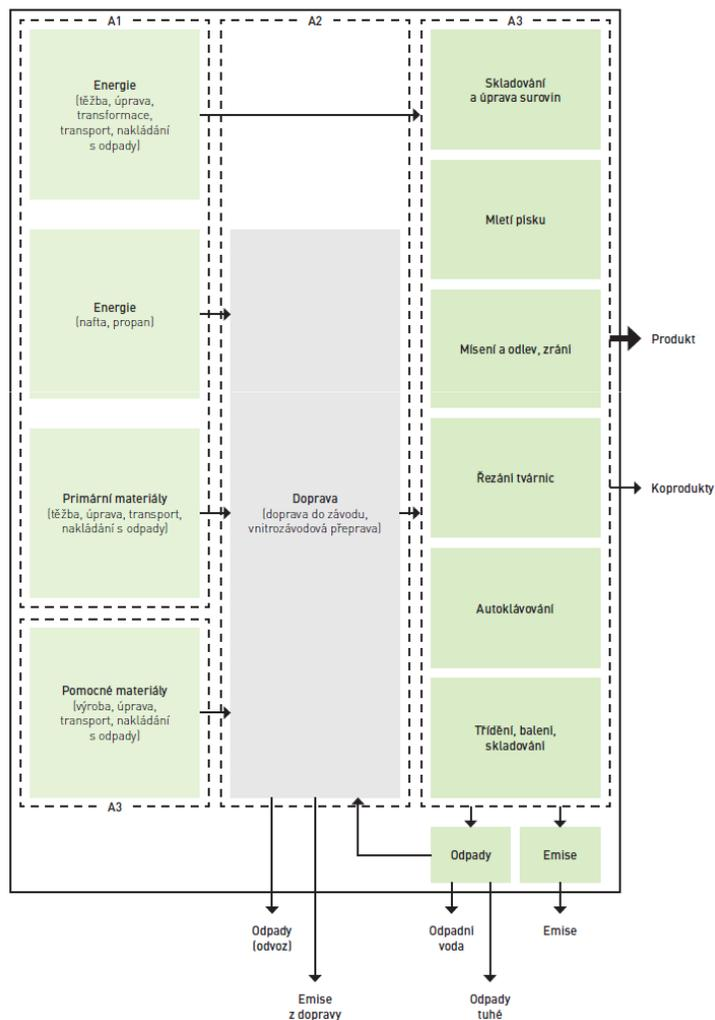 A1
A2
A3
Energie
(těžba, úprava,
transformace,
transport, nakládání
s odpady)
Skladování
a úprava surovin
Mletí písku
Energie
(nafta, propan)
Mísení a odlev, zrání
Produkt
Primární materiály
(těžba, úprava, transport,
nakládání s odpady)
Doprava
(doprava do závodu,
vnitrozávodová přeprava)
Řezání tvárnic
Koprodukty
Autoklávování
Pomocné materiály
(výroba, úprava,
transport, nakládání
s odpady)
Třídění, balení,
skladování
A3
Odpady
Emise
Odpady
(odvoz)
Odpadní
voda
Emise
Emise
z dopravy
Odpady
tuhé